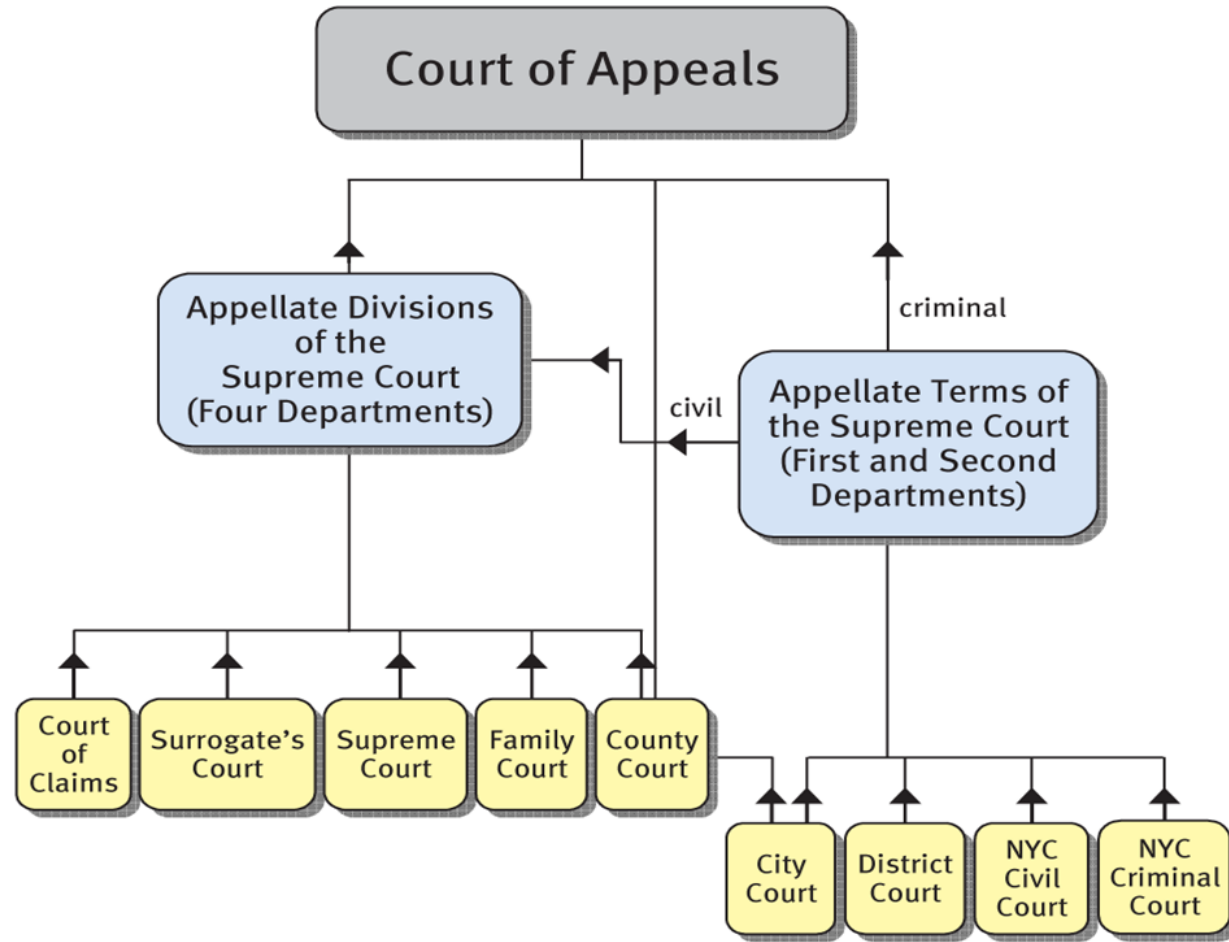 Court of Appeals
Appellate Divisions
of the
Supreme Court
(Four Departments)
criminal
civil
Appellate Terms of
the Supreme Court
(First and Second
Departments)
Court
of
Claims
Surrogate's
Court
Supreme
Court
Family
Court
County
Court
City
Court
District
Court
NYC
Civil
Court
NYC
Criminal
Court